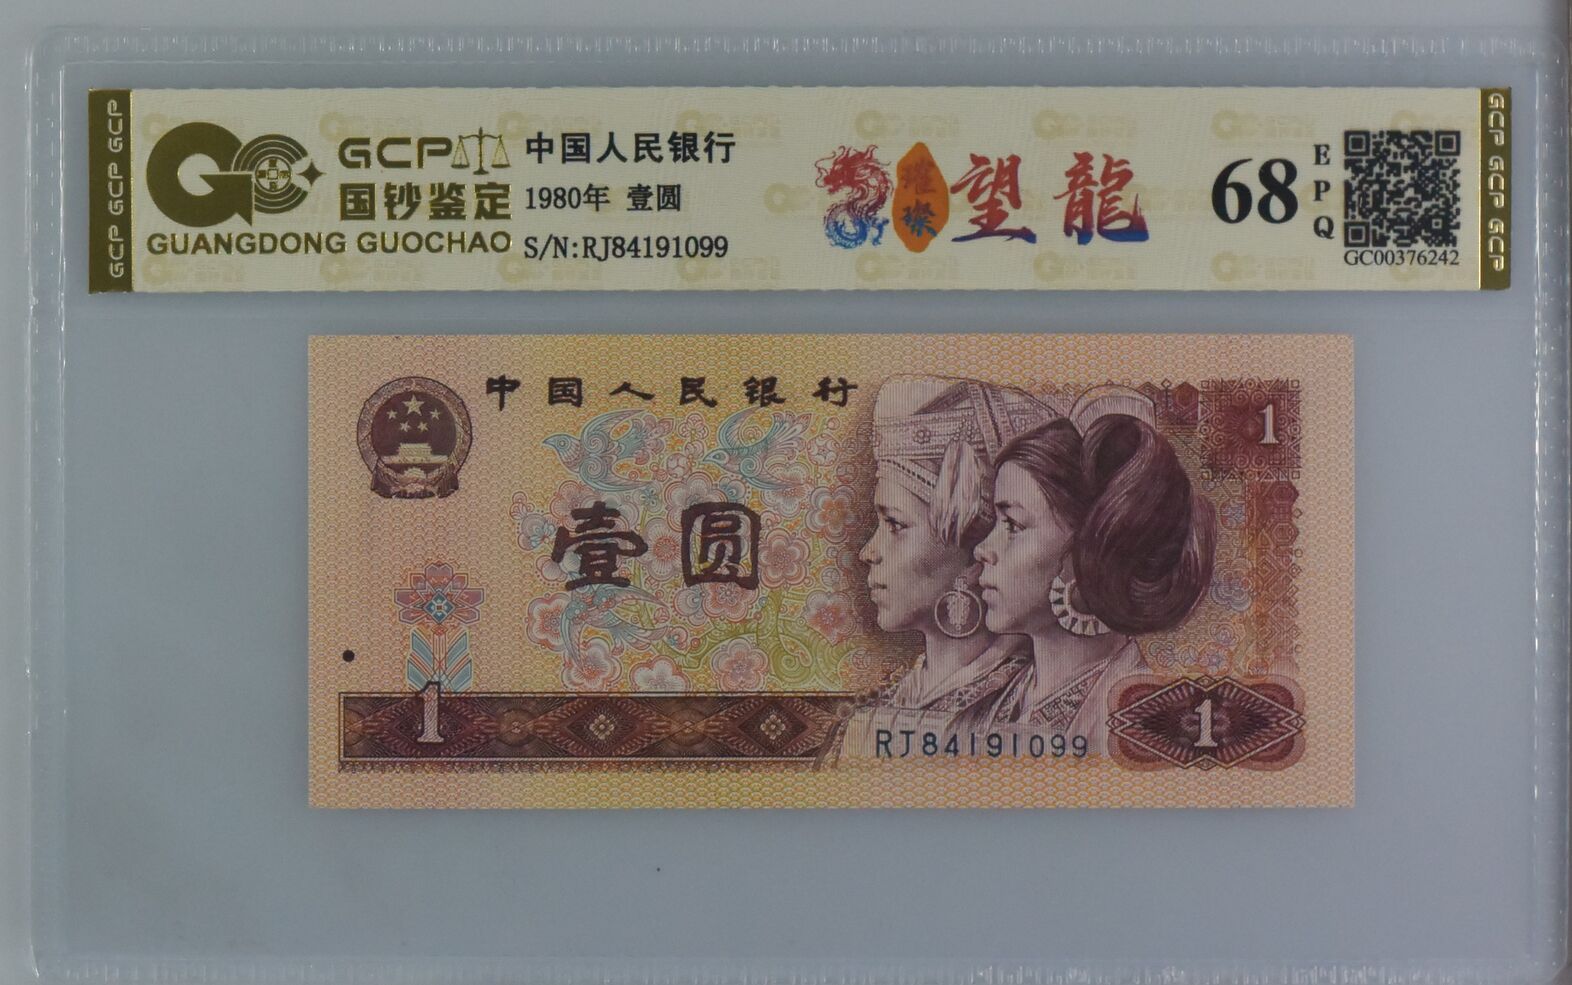 GCP GCP GCP
GCP
国钞鉴定
GUANGDONG GUOCHAO
中国人民银行
1980年 壹圆
S/N:RJ84191099
璀璨
望龍
68
EPQ
GC00376242
GCP GCP GCP
中国人民银行
1
壹圆
1
RJ84191099
1